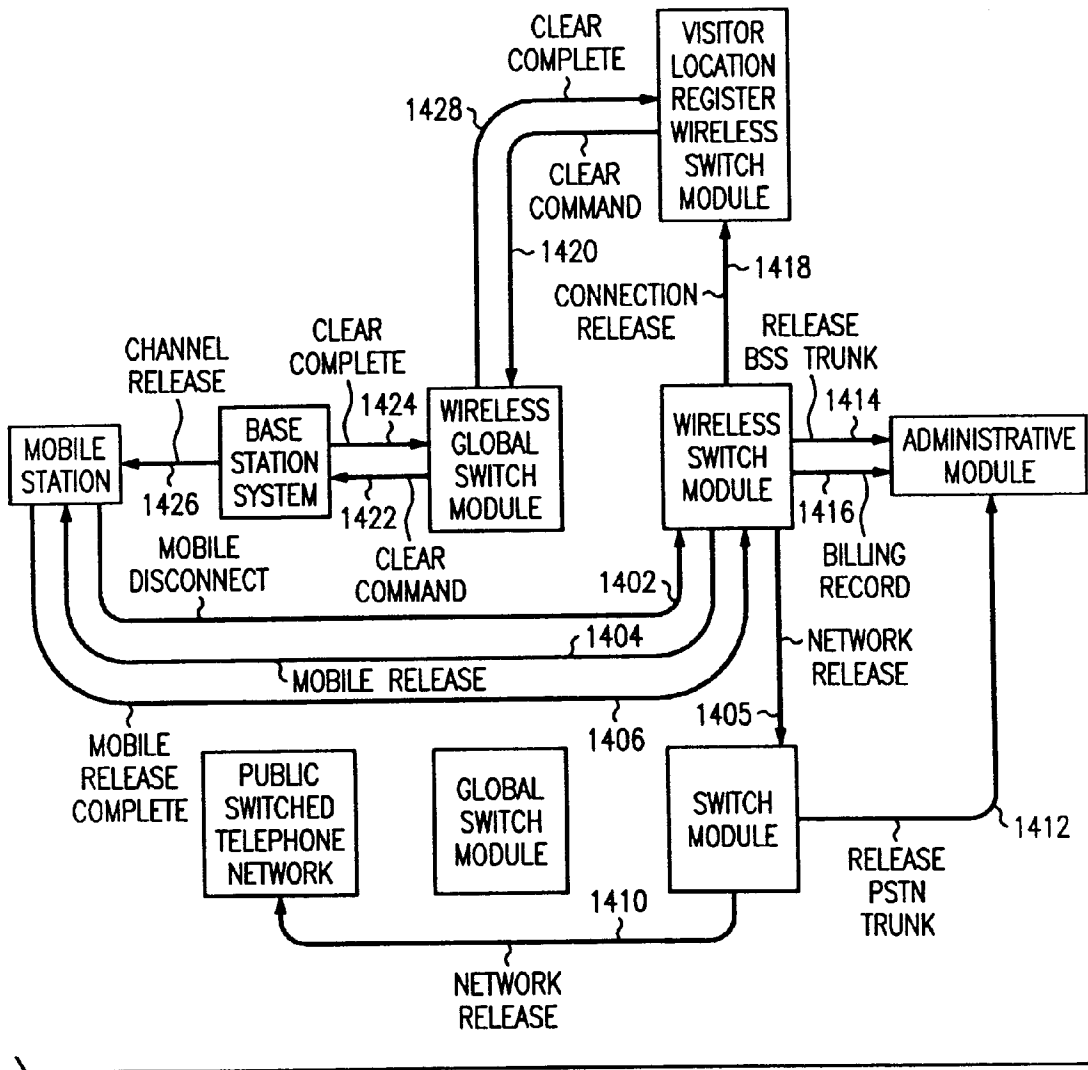 CLEAR
COMPLETE
1428
VISITOR
LOCATION
REGISTER
WIRELESS
SWITCH
MODULE
CLEAR
COMMAND
1420
1418
CONNECTION
RELEASE
RELEASE
BSS TRUNK
1414
CHANNEL
RELEASE
CLEAR
COMPLETE
1424
MOBILE
STATION
1426
BASE
STATION
SYSTEM
1422
WIRELESS
GLOBAL
SWITCH
MODULE
WIRELESS
SWITCH
MODULE
1416
ADMINISTRATIVE
MODULE
MOBILE
DISCONNECT
CLEAR
COMMAND
1402
BILLING
RECORD
1404
MOBILE RELEASE
NETWORK
RELEASE
1405
1406
MOBILE
RELEASE
COMPLETE
PUBLIC
SWITCHED
TELEPHONE
NETWORK
GLOBAL
SWITCH
MODULE
SWITCH
MODULE
1412
RELEASE
PSTN
TRUNK
1410
NETWORK
RELEASE